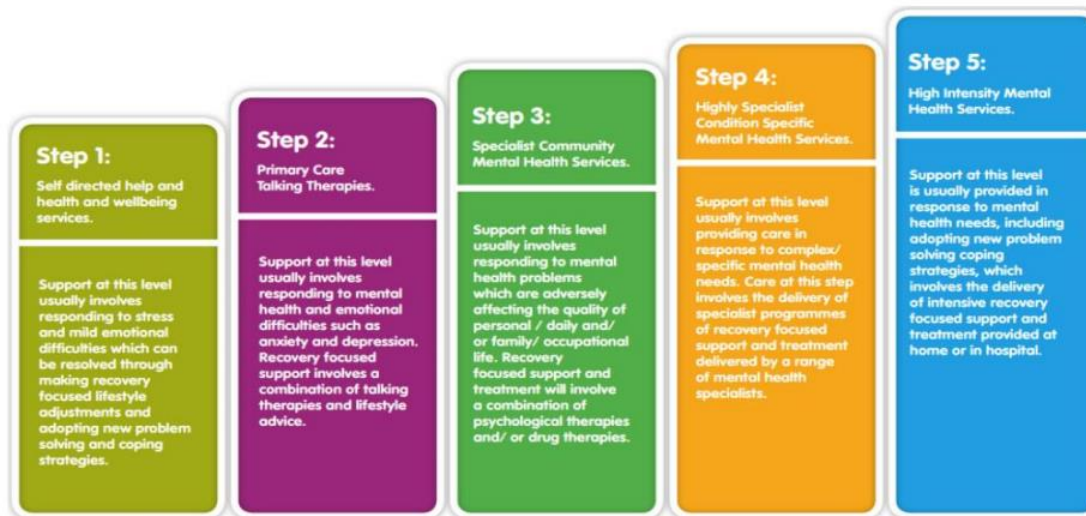 Step 1:
Self directed help and
health and wellbeing
services.
Support at this level
usually involves
responding to stress
and mild emotional
difficulties which can
be resolved through
making recovery
focused lifestyle
adjustments and
adopting new problem
solving and coping
strategies.
Step 2:
Primary Care
Talking Therapies.
Support at this level
usually involves
responding to mental
health and emotional
difficulties such as
anxiety and depression.
Recovery focused
support involves a
combination of talking
therapies and lifestyle
advice.
Step 3:
Specialist Community
Mental Health Services.
Support at this level
usually involves
responding to mental
health problems
which are adversely
affecting the quality of
personal / daily and/
or family/ occupational
life. Recovery
focused support and
treatment will involve
a combination of
psychological therapies
and/ or drug therapies.
Step 4:
Highly Specialist
Condition Specific
Mental Health Services.
Support at this level
usually involves
providing care in
response to complex/
specific mental health
needs. Care at this step
involves the delivery of
specialist programmes
of recovery focused
support and treatment
delivered by a range
of mental health
specialists.
Step 5:
High Intensity Mental
Health Services.
Support at this level
is usually provided in
response to mental
health needs, including
adopting new problem
solving coping
strategies, which
involves the delivery
of intensive recovery
focused support and
treatment provided at
home or in hospital.